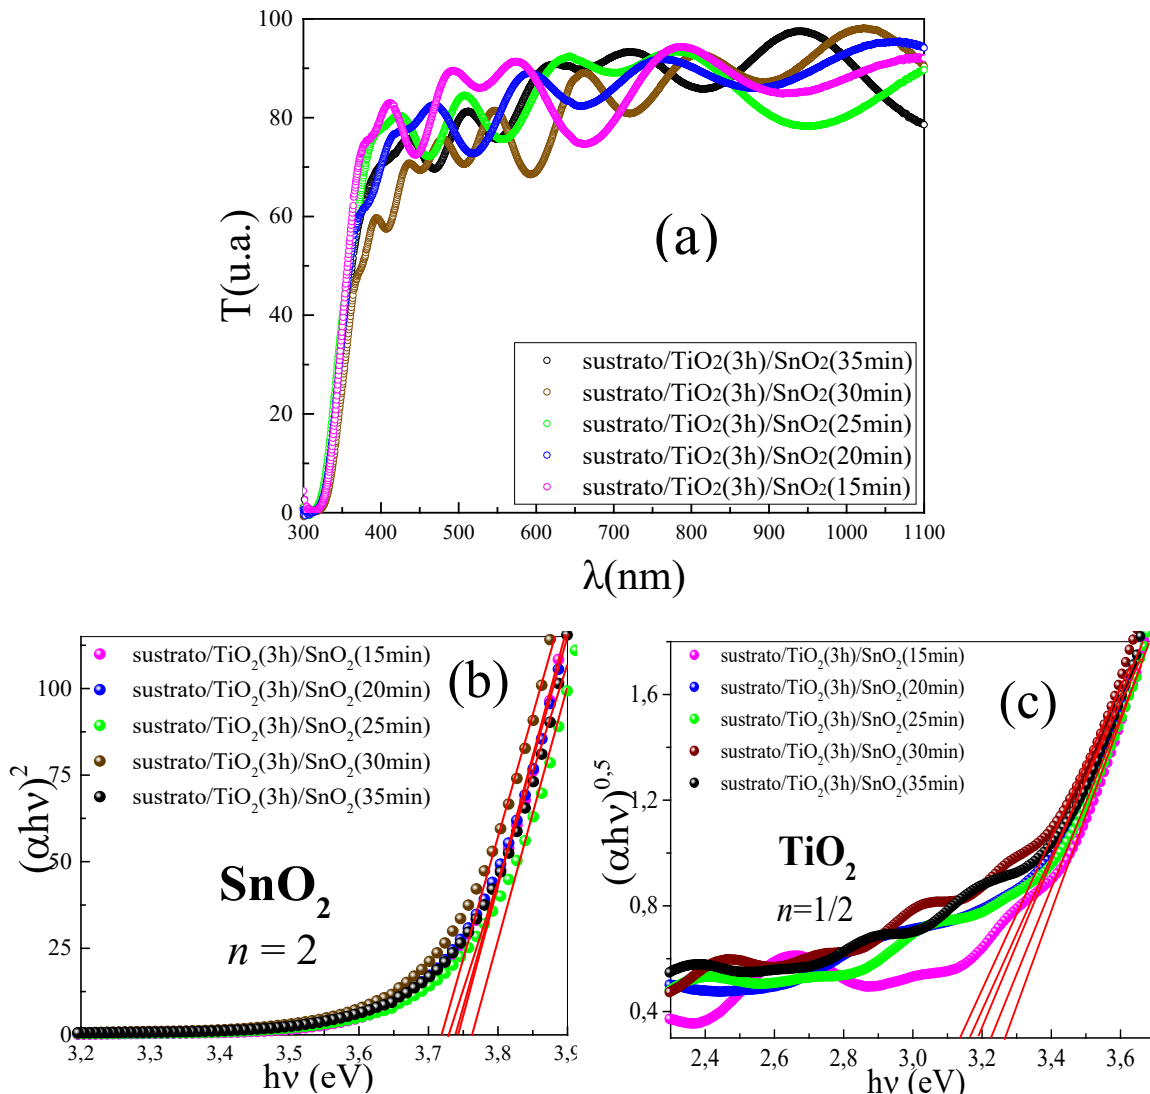 100
80
60
40
20
0
T(u.a.)
(a)
sustrato/TiO2(3h)/SnO2(35min)
sustrato/TiO2(3h)/SnO2(30min)
sustrato/TiO2(3h)/SnO2(25min)
sustrato/TiO2(3h)/SnO2(20min)
sustrato/TiO2(3h)/SnO2(15min)
300 400 500 600 700 800 900 1000 1100
λ(nm)
sustrato/TiO₂(3h)/SnO₂(15min)
sustrato/TiO₂(3h)/SnO₂(20min)
sustrato/TiO₂(3h)/SnO₂(25min)
sustrato/TiO₂(3h)/SnO₂(30min)
sustrato/TiO₂(3h)/SnO₂(35min)
(b)
100
75
50
25
0
(αhν)²
SnO₂
n = 2
3,2 3,3 3,4 3,5 3,6 3,7 3,8 3,9
hν (eV)
sustrato/TiO₂(3h)/SnO₂(15min)
sustrato/TiO₂(3h)/SnO₂(20min)
sustrato/TiO₂(3h)/SnO₂(25min)
sustrato/TiO₂(3h)/SnO₂(30min)
sustrato/TiO₂(3h)/SnO₂(35min)
(c)
1,6
1,2
0,8
0,4
(αhν)⁰,⁵
TiO₂
n=1/2
2,4 2,6 2,8 3,0 3,2 3,4 3,6
hν (eV)